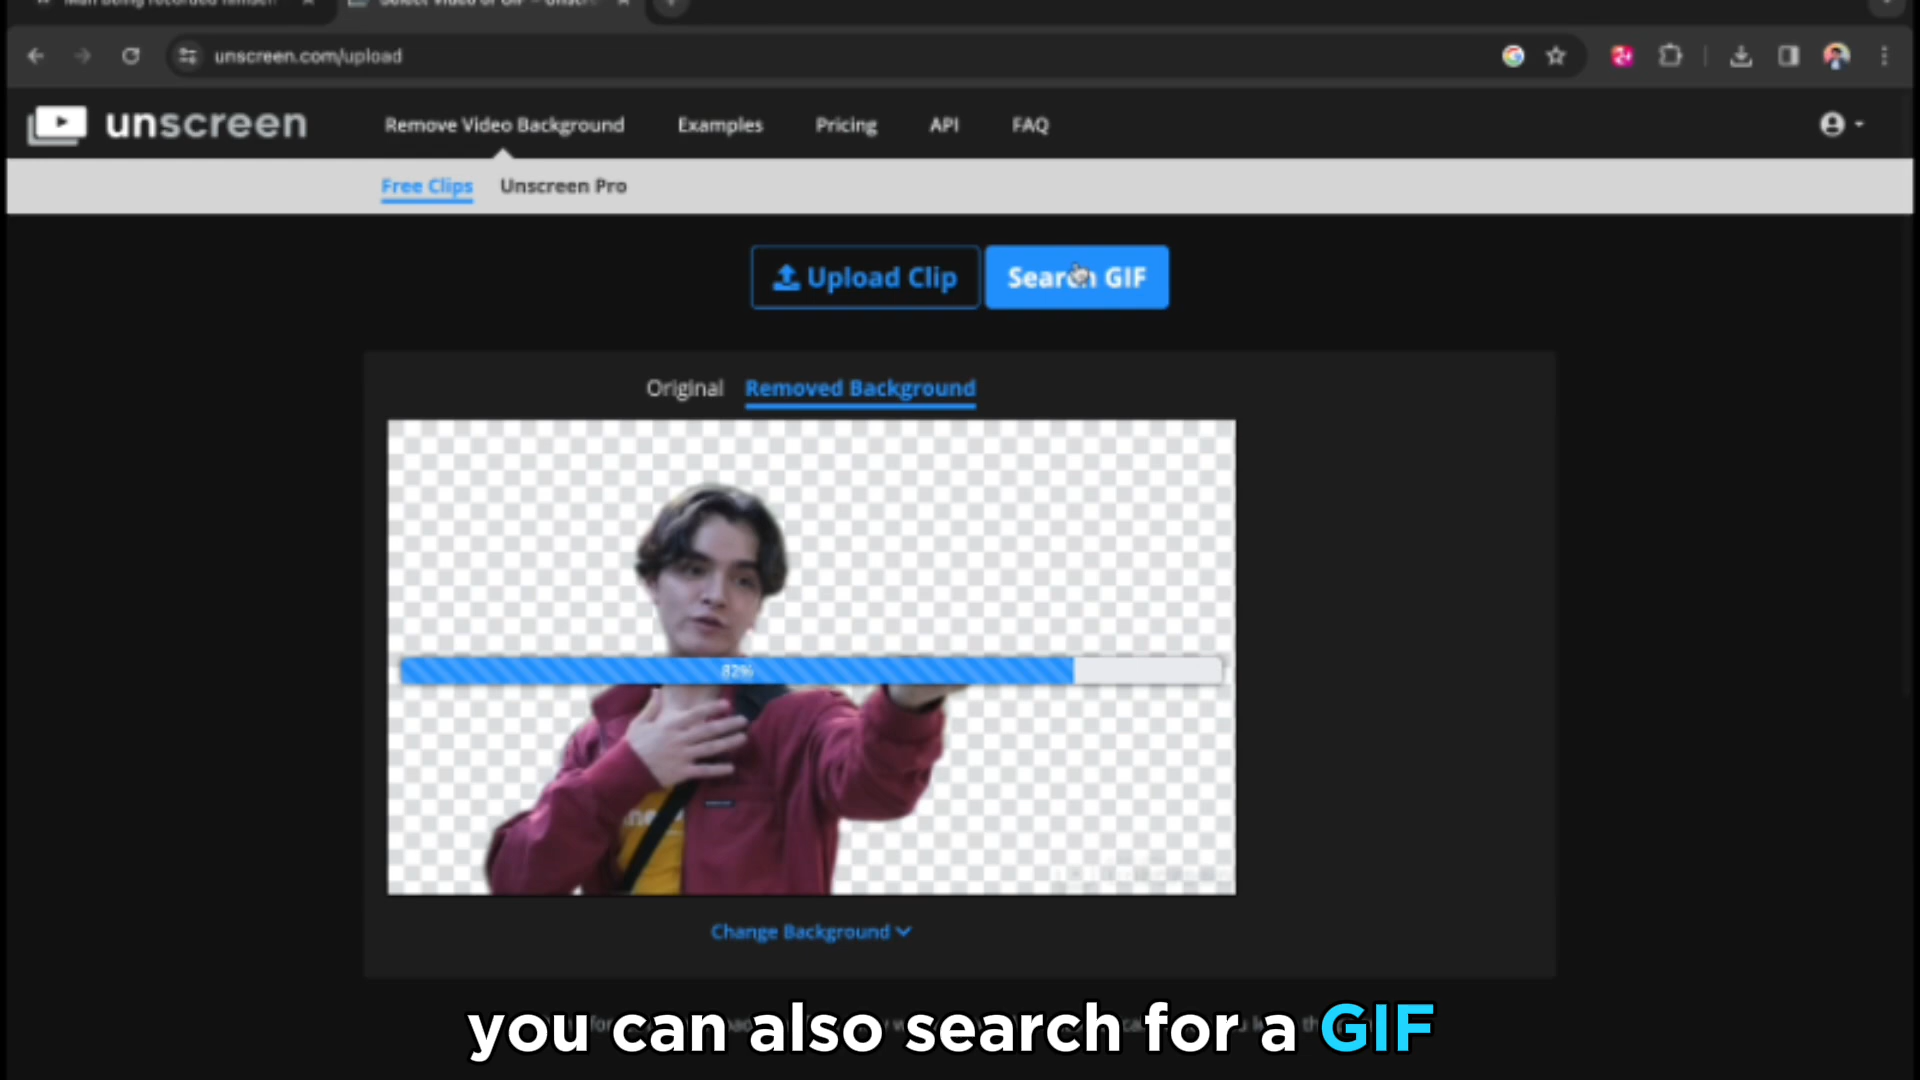 unscreen.com/upload
unscreen Remove Video Background Examples Pricing API FAQ
Free Clips Unscreen Pro
Upload Clip Search GIF
Original Removed Background
82%
Change Background
you can also search for a GIF